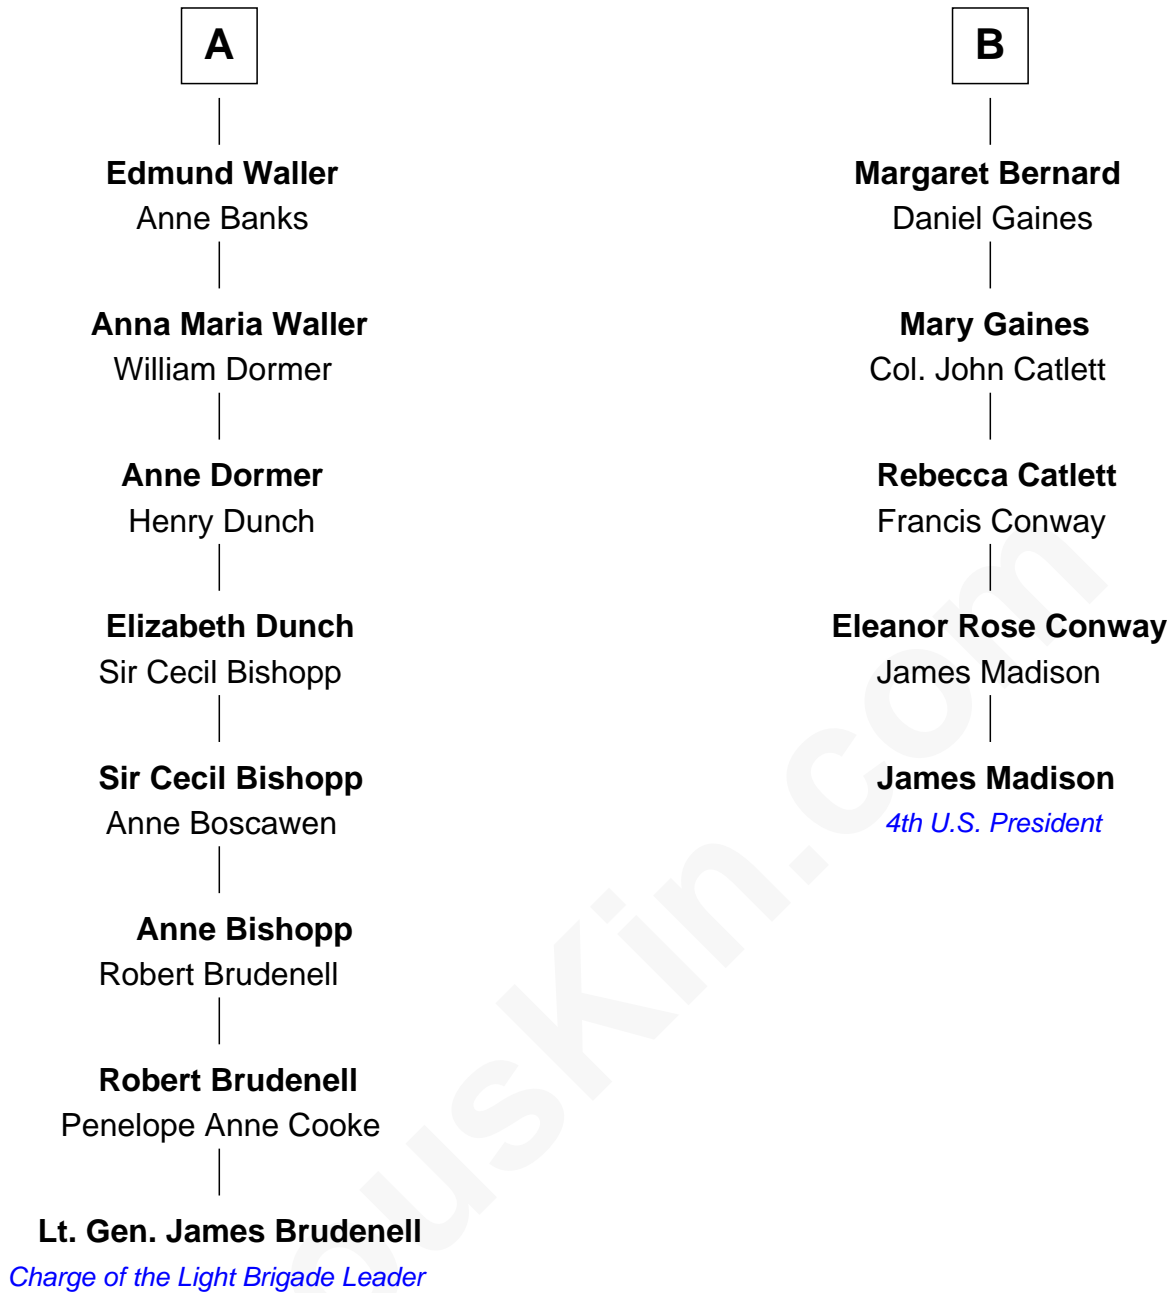 A
Edmund Waller
Anne Banks
Anna Maria Waller
William Dormer
Anne Dormer
Henry Dunch
Elizabeth Dunch
Sir Cecil Bishopp
Sir Cecil Bishopp
Anne Boscawen
Anne Bishopp
Robert Brudenell
Robert Brudenell
Penelope Anne Cooke
Lt. Gen. James Brudenell
Charge of the Light Brigade Leader
B
Margaret Bernard
Daniel Gaines
Mary Gaines
Col. John Catlett
Rebecca Catlett
Francis Conway
Eleanor Rose Conway
James Madison
James Madison
4th U.S. President
ousKin.com